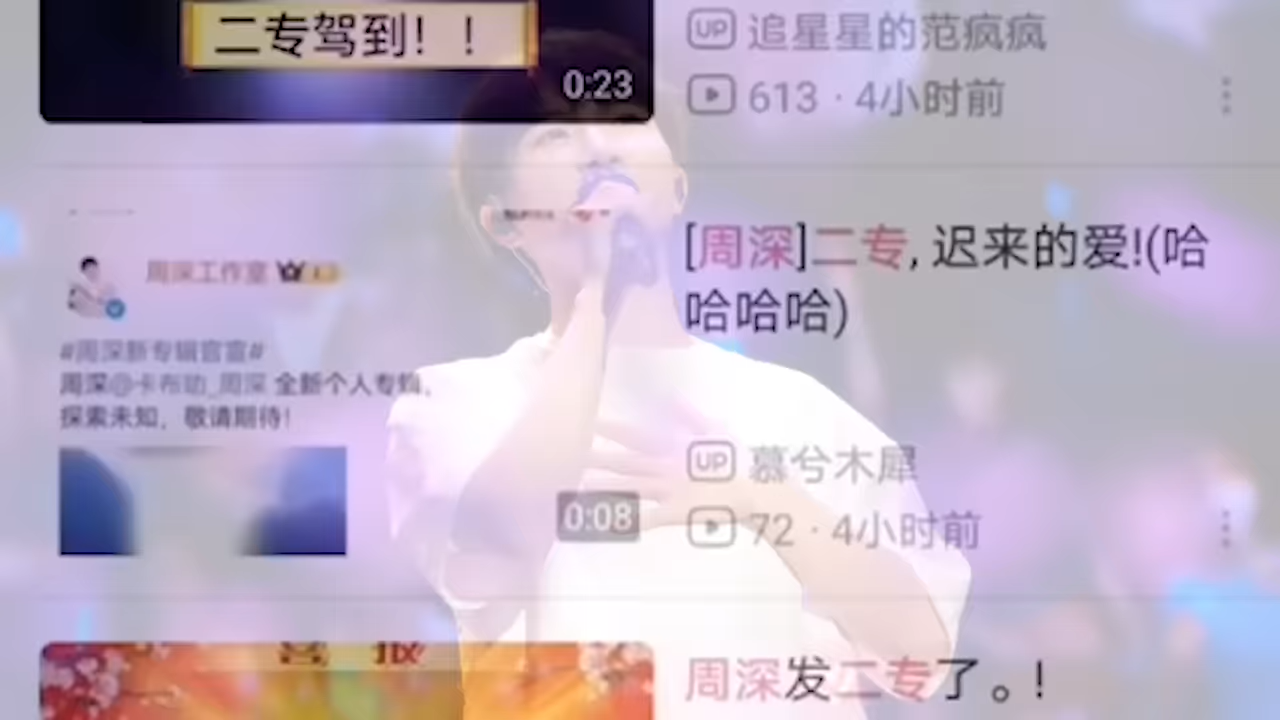 二专驾到！！
0:23
UP 追星星的范疯疯
613 · 4小时前
周深工作室
#周深新专辑官宣#
周深@卡布叻_周深 全新个人专辑，
探索未知，敬请期待！
0:08
[周深]二专, 迟来的爱!(哈
哈哈哈)
UP 慕兮木犀
72 · 4小时前
周深发二专了。!